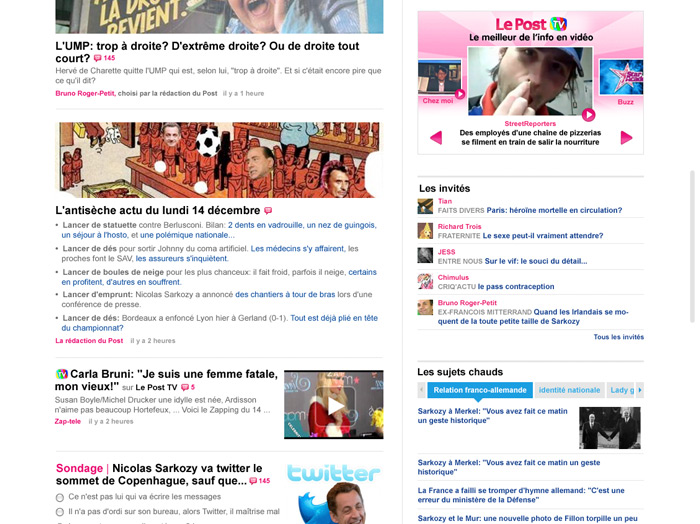 LA DRO
REVIENT.
L'UMP: trop à droite? D'extrême droite? Ou de droite tout
court? 145
Hervé de Charette quitte l'UMP qui est, selon lui, "trop à droite". Et si c'était encore pire que
ce qu'il dit?
Bruno Roger-Petit, choisi par la rédaction du Post il y a 1 heure
L'antisèche actu du lundi 14 décembre
• Lancer de statuette contre Berlusconi. Bilan: 2 dents en vadrouille, un nez de guingois,
un séjour à l'hosto, et une polémique nationale...
• Lancer de dés pour sortir Johnny du coma artificiel. Les médecins s'y affairent, les
proches font le SAV, les assureurs s'inquiètent.
• Lancer de boules de neige pour les plus chanceux: il fait froid, parfois il neige, certains
en profitent, d'autres en souffrent.
• Lancer d'emprunt: Nicolas Sarkozy a annoncé des chantiers à tour de bras lors d'une
conférence de presse.
• Lancer de dés: Bordeaux a enfoncé Lyon hier à Gerland (0-1). Tout est déjà plié en tête
du championnat?
La rédaction du Post il y a 2 heures
TV Carla Bruni: "Je suis une femme fatale,
mon vieux!" sur Le Post TV 5
Susan Boyle/Michel Drucker une idylle est née, Ardisson
n'aime pas beaucoup Hortefeux, ... Voici le Zapping du 14 ...
Zap-tele il y a 2 heures
Sondage | Nicolas Sarkozy va twitter le
sommet de Copenhague, sauf que... 145
Ce n'est pas lui qui va écrire les messages
Il n'a pas d'ordi sur son bureau, alors Twitter, il maîtrise mal
twitter
Le Post TV
Le meilleur de l'info en vidéo
Chez moi
Buzz
StreetReporters
Des employés d'une chaîne de pizzerias
se filment en train de salir la nourriture
Les invités
Tian
FAITS DIVERS Paris: héroïne mortelle en circulation?
Richard Trois
FRATERNITE Le sexe peut-il vraiment attendre?
JESS
ENTRE NOUS Sur le vif: le souci du détail...
Chimulus
CRIQ'ACTU le pass contraception
Bruno Roger-Petit
EX-FRANCOIS MITTERRAND Quand les Irlandais se mo-
quent de la toute petite taille de Sarkozy
Tous les invités
Les sujets chauds
Relation franco-allemande
identité nationale
Lady g
Sarkozy à Merkel: "Vous avez fait ce matin
un geste historique"
Sarkozy à Merkel: "Vous avez fait ce matin un geste
historique"
La France a failli se tromper d'hymne allemand: "C'est une
erreur du ministère de la Défense"
Sarkozy et le Mur: une nouvelle photo de Fillon torpille un peu